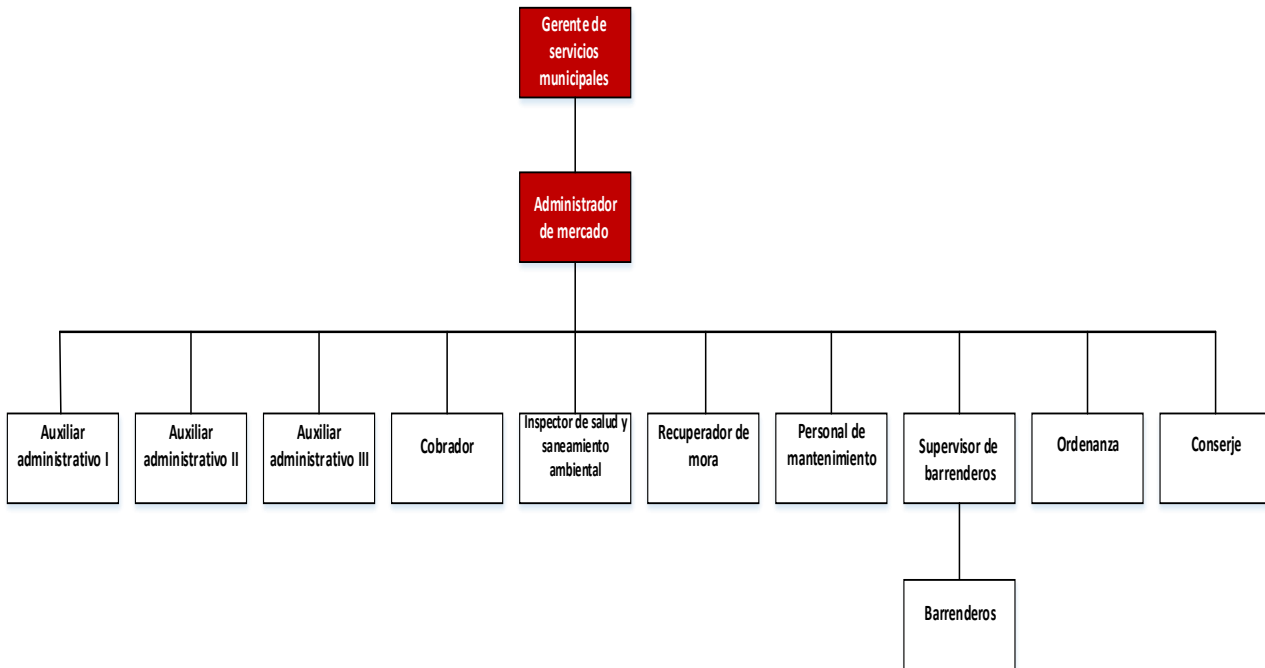 Gerente de
servicios
municipales
Administrador
de mercado
Auxiliar
administrativo I
Auxiliar
administrativo II
Auxiliar
administrativo III
Cobrador
Inspector de salud y
saneamiento
ambiental
Recuperador de
mora
Personal de
mantenimiento
Supervisor de
barrenderos
Ordenanza
Conserje
Barrenderos